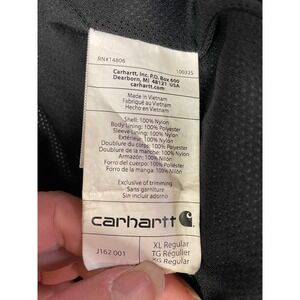 RN#14806 100325
Carhartt, Inc. P.O. Box 600
Dearborn, MI 48121 USA
carhartt.com
Made in Vietnam
Fabriqué au Vietnam
Hecho en Vietnam
Shell: 100% Nylon
Body Lining: 100% Polyester
Sleeve Lining: 100% Nylon
Extérieur: 100% Nylon
Doublure du corps: 100% Polyester
Doublure de la manche: 100% Nylon
Armazón: 100% Nilón
Forro del cuerpo: 100% Poliéster
Forro de la manga: 100% Nilón
Exclusive of trimming
Sans garniture
Sin incluir adornos
carhartt
J162 001
XL Regular
TG Régulier
EG Regular